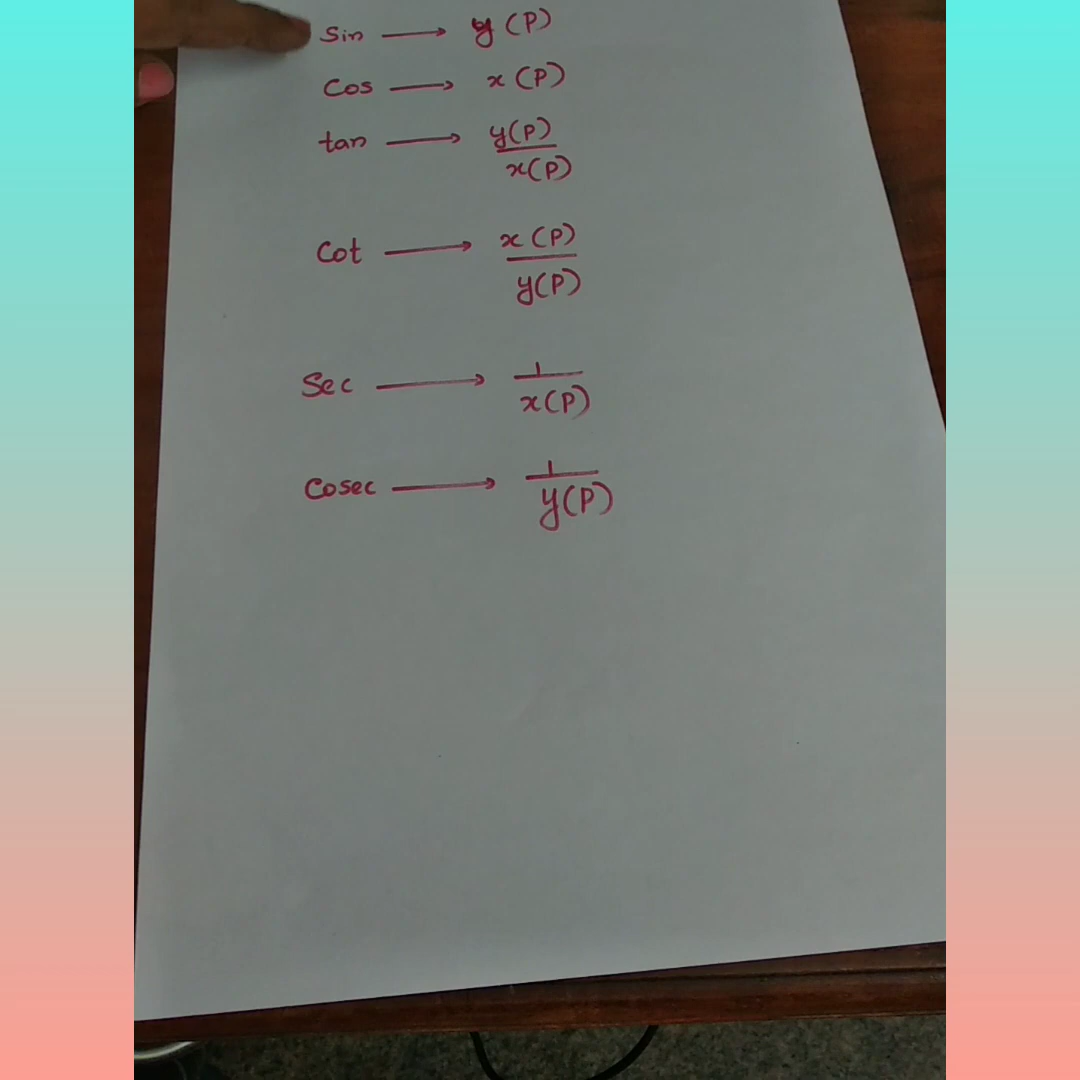 Sin → y (P)
Cos → x (P)
tan → y(P)/x(P)
Cot → x (P)/y(P)
Sec → 1/x(P)
Cosec → 1/y(P)